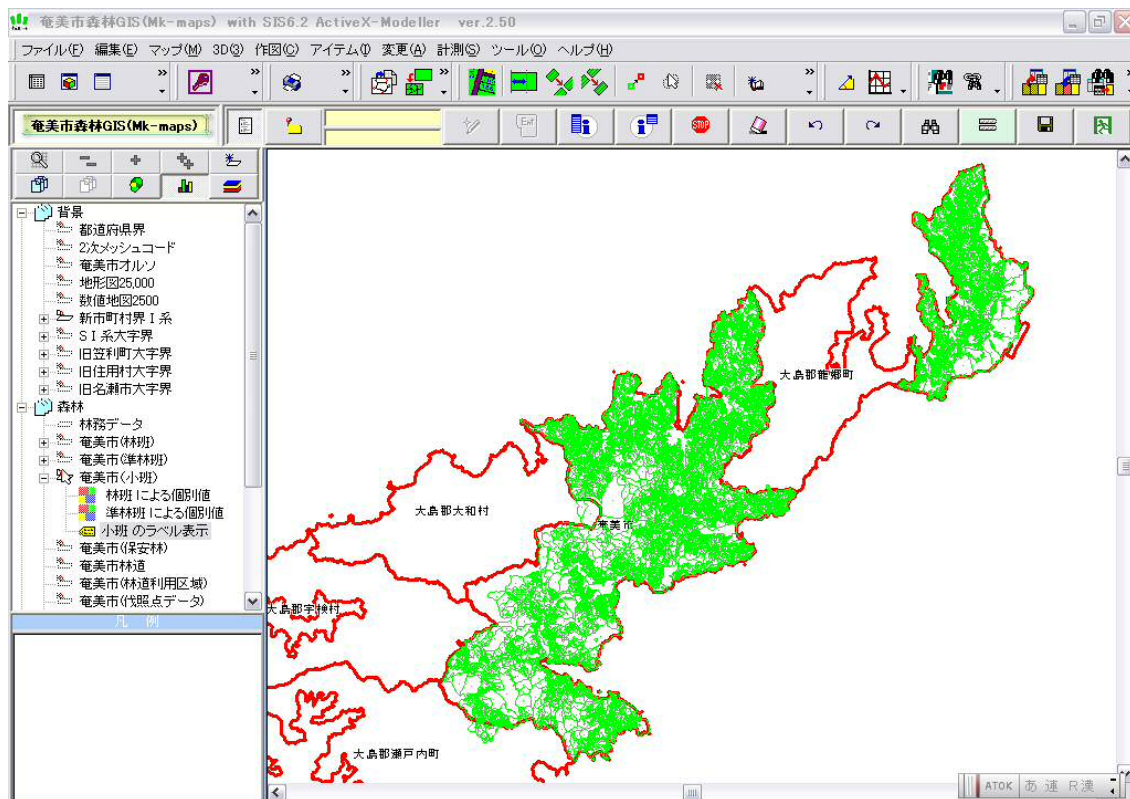 奄美市森林GIS(Mk-maps) with SIS6.2 ActiveX-Modeller ver.2.50
ファイル(F) 編集(E) マップ(M) 3D(3) 作図(C) アイテム(I) 変更(A) 計測(S) ツール(O) ヘルプ(H)
奄美市森林GIS(Mk-maps)
Exit
STOP
背景
都道府県界
2次メッシュコード
奄美市オルソ
地形図25,000
数値地図2500
新市町村界Ⅰ系
SI系大字界
旧笠利町大字界
旧住用村大字界
旧名瀬市大字界
森林
林務データ
奄美市(林班)
奄美市(準林班)
奄美市(小班)
林班 による個別値
準林班 による個別値
小班 のラベル表示
奄美市(保安林)
奄美市林道
奄美市(林道利用区域)
奄美市(伐照点データ)
凡 例
大島郡龍郷町
大島郡大和村
奄美市
大島郡宇検村
大島郡瀬戸内町
ATOK あ 連 R漢